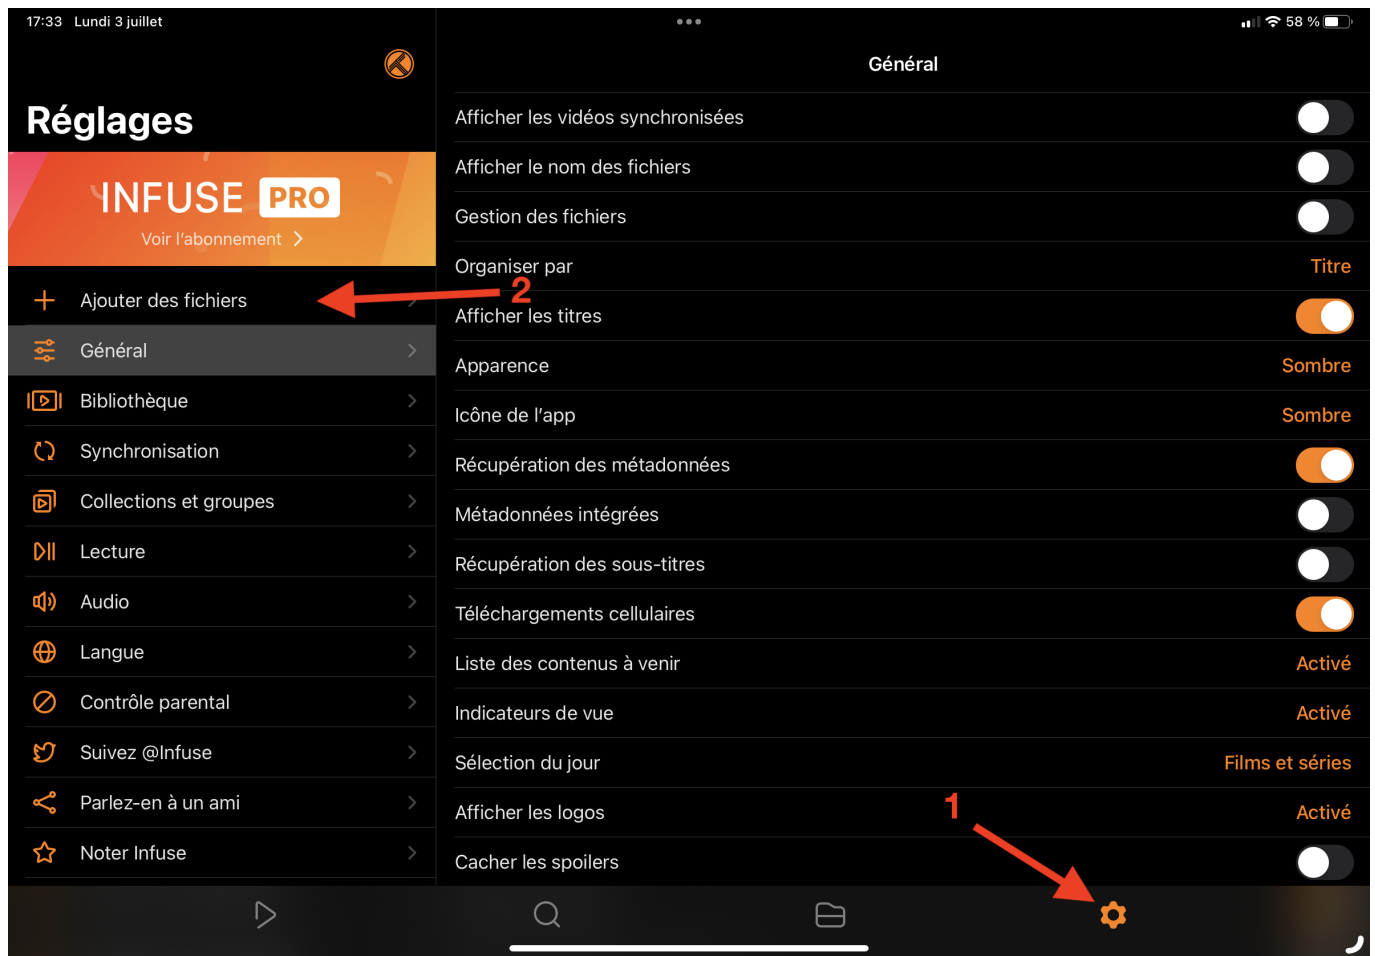 17:33 Lundi 3 juillet
58 %
Réglages
INFUSE PRO
Voir l'abonnement
Ajouter des fichiers
Général
Bibliothèque
Synchronisation
Collections et groupes
Lecture
Audio
Langue
Contrôle parental
Suivez @Infuse
Parlez-en à un ami
Noter Infuse
Général
Afficher les vidéos synchronisées
Afficher le nom des fichiers
Gestion des fichiers
Organiser par Titre
2
Afficher les titres
Apparence Sombre
Icône de l'app Sombre
Récupération des métadonnées
Métadonnées intégrées
Récupération des sous-titres
Téléchargements cellulaires
Liste des contenus à venir Activé
Indicateurs de vue Activé
Sélection du jour Films et séries
1
Afficher les logos Activé
Cacher les spoilers